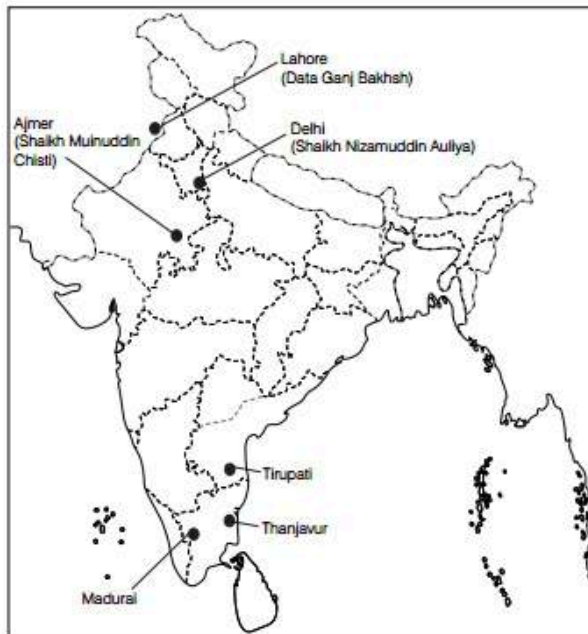 Lahore
(Data Ganj Bakhsh)
Ajmer
(Shaikh Muinuddin
Chisti)
Delhi
(Shaikh Nizamuddin Auliya)
Tirupati
Thanjavur
Madurai